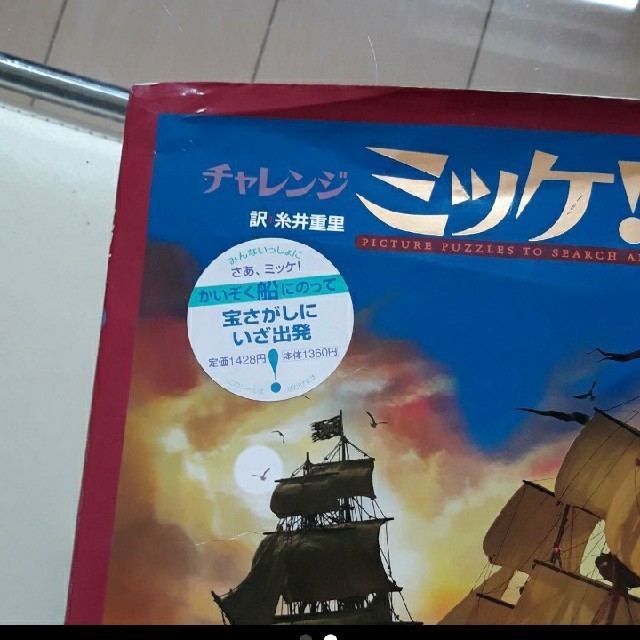 チャレンジ
ミッケ!
訳 糸井重里
PICTURE PUZZLES TO SEARCH
みんないっしょに
さあ、ミッケ!
かいぞく船にのって
宝さがしに
いざ出発
定価1428円 本体1360円